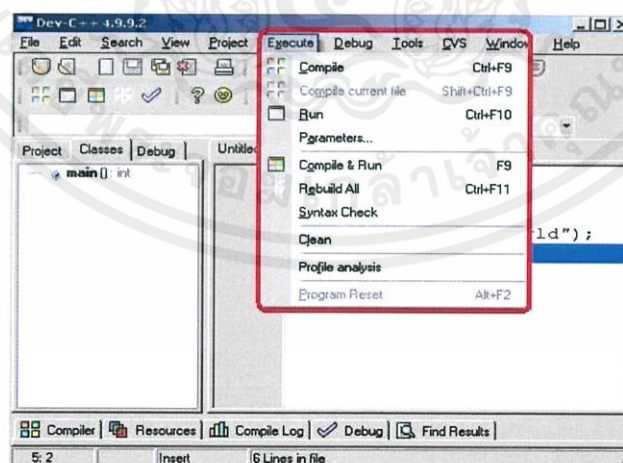 Dev-C++ 4.9.9.2
File Edit Search View Project Execute Debug Tools CVS Window Help
Compile Ctrl+F9
Compile current file Shift+Ctrl+F9
Run Ctrl+F10
Parameters...
Compile & Run F9
Rebuild All Ctrl+F11
Syntax Check
Clean
Profile analysis
Program Reset Alt+F2
Project Classes Debug
Untitled
main() : int
ld");
Compiler Resources Compile Log Debug Find Results
5: 2 Insert 6 Lines in file